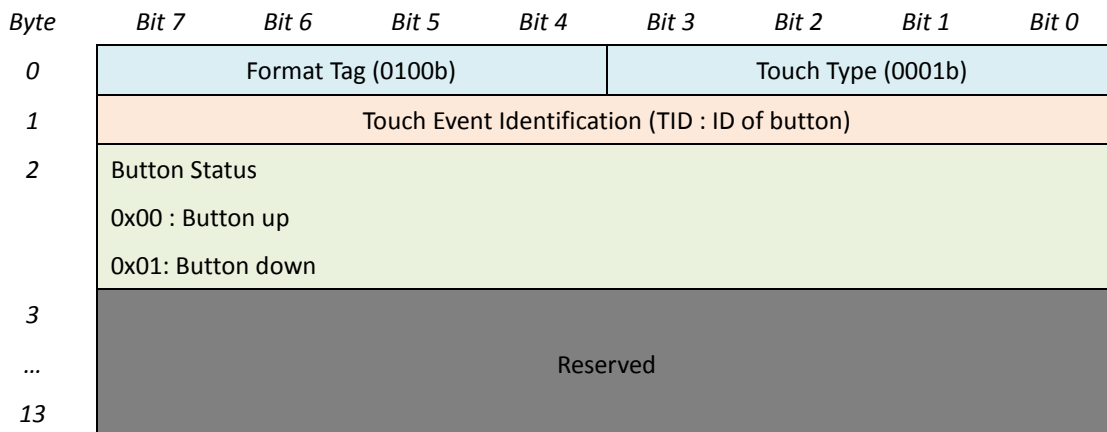 Byte Bit 7 Bit 6 Bit 5 Bit 4 Bit 3 Bit 2 Bit 1 Bit 0
0 Format Tag (0100b) Touch Type (0001b)
1 Touch Event Identification (TID : ID of button)
2 Button Status
0x00 : Button up
0x01: Button down
3
… Reserved
13